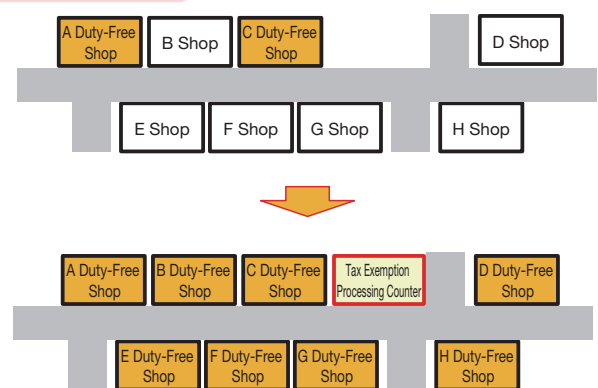 A Duty-Free
Shop
B Shop
C Duty-Free
Shop
D Shop
E Shop
F Shop
G Shop
H Shop
A Duty-Free
Shop
B Duty-Free
Shop
C Duty-Free
Shop
Tax Exemption
Processing Counter
D Duty-Free
Shop
E Duty-Free
Shop
F Duty-Free
Shop
G Duty-Free
Shop
H Duty-Free
Shop